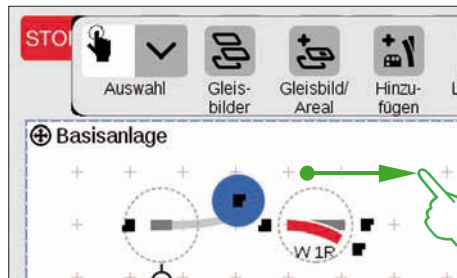 STO
Auswahl
Gleis-
bilder
Gleisbild/
Areal
Hinzu-
fügen
L
Basisanlage
W 1R